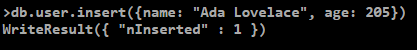 >db.user.insert({name: "Ada Lovelace", age: 205})
WriteResult({ "nInserted" : 1 })